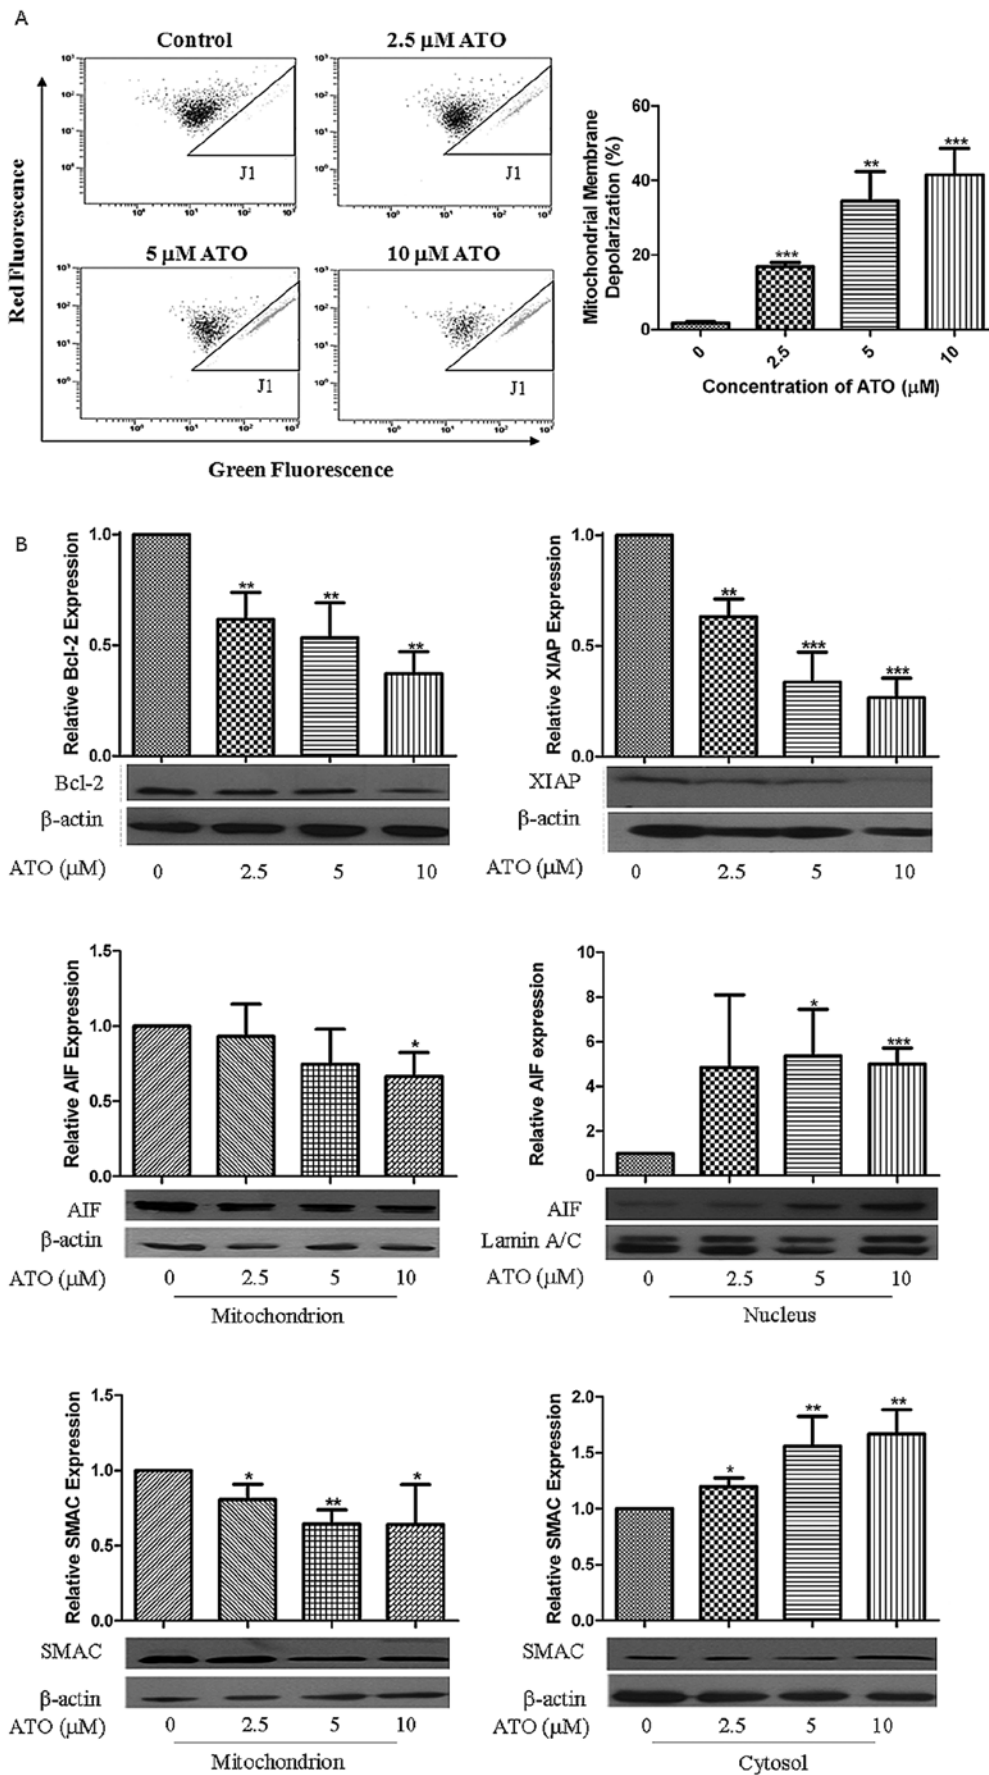 A
Control
2.5 μM ATO
J1
J1
5 μM ATO
10 μM ATO
J1
J1
Red Fluorescence
Green Fluorescence
Mitochondrial Membrane
Depolarization (%)
60
40
20
0
**
***
***
0 2.5 5 10
Concentration of ATO (μM)
B
Relative Bcl-2 Expression
1.0
0.5
0.0
** ** **
Bcl-2
β-actin
ATO (μM) 0 2.5 5 10
Relative XIAP Expression
1.0
0.5
0.0
** *** ***
XIAP
β-actin
ATO (μM) 0 2.5 5 10
Relative AIF Expression
1.5
1.0
0.5
0.0
*
AIF
β-actin
ATO (μM) 0 2.5 5 10
Mitochondrion
Relative AIF expression
10
8
6
4
2
0
* ***
AIF
Lamin A/C
ATO (μM) 0 2.5 5 10
Nucleus
Relative SMAC Expression
1.5
1.0
0.5
0.0
* ** *
SMAC
β-actin
ATO (μM) 0 2.5 5 10
Mitochondrion
Relative SMAC Expression
2.0
1.5
1.0
0.5
0.0
* ** **
SMAC
β-actin
ATO (μM) 0 2.5 5 10
Cytosol